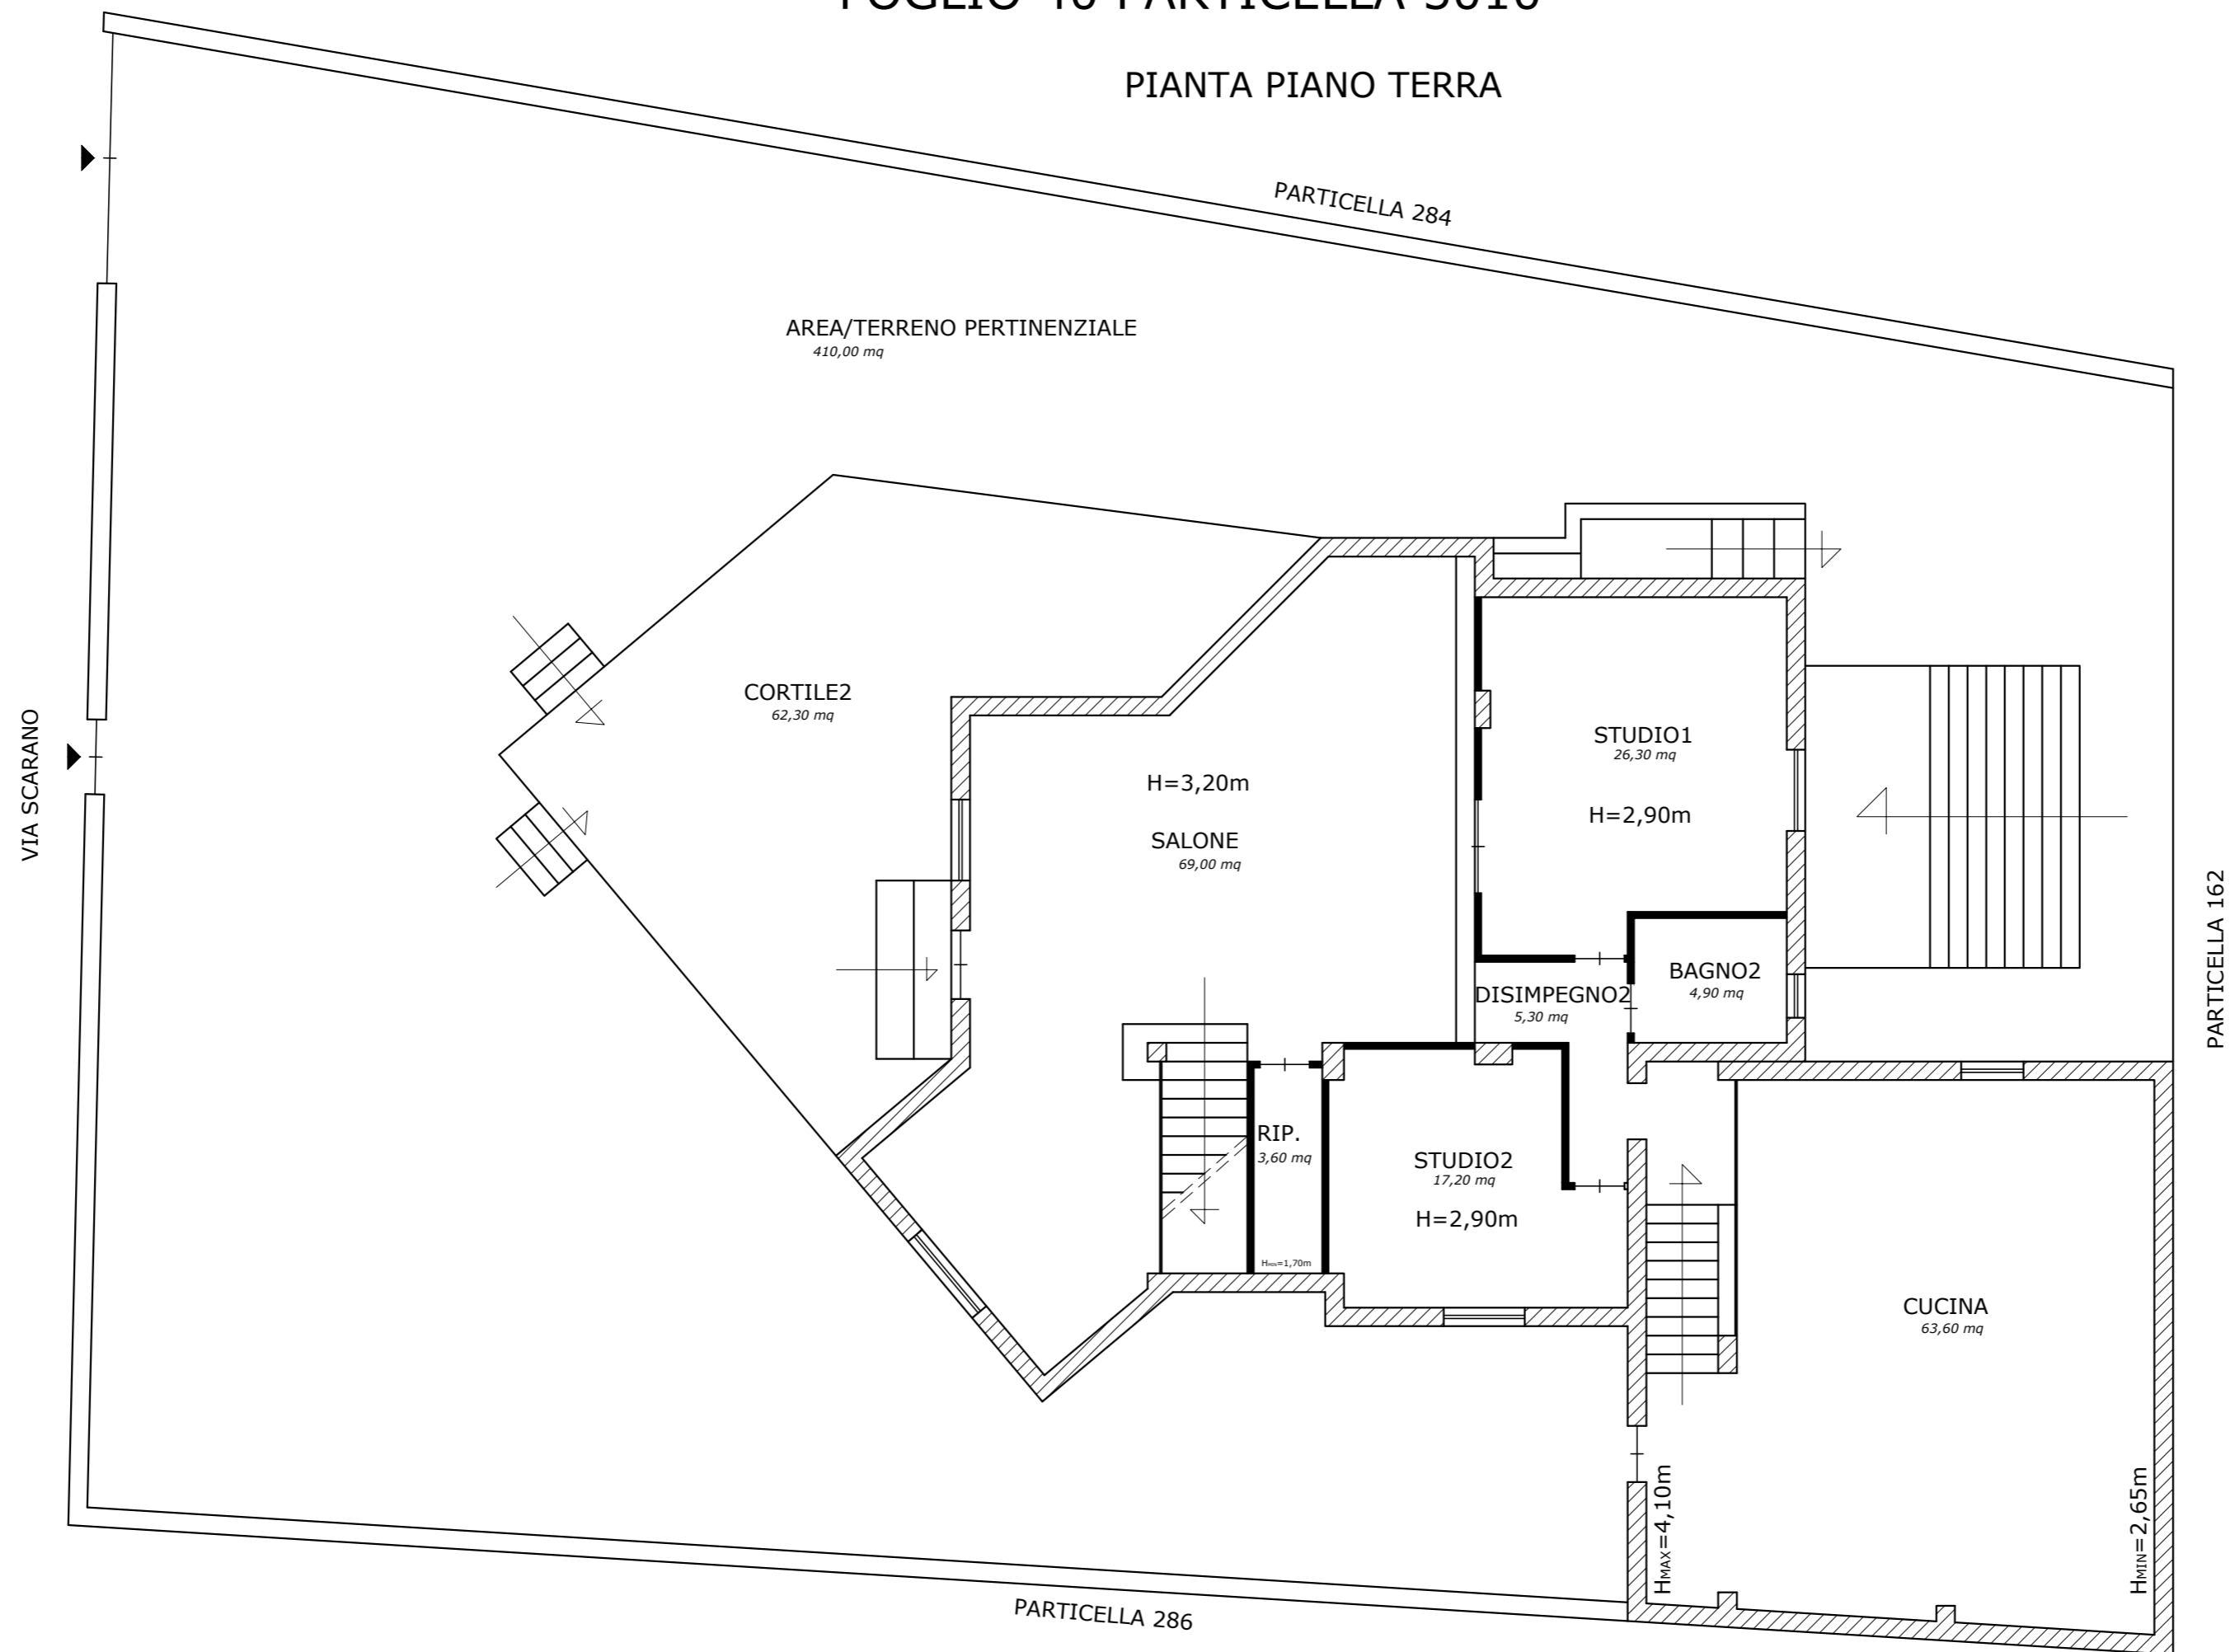 PIANTA PIANO TERRA
PARTICELLA 284
AREA/TERRENO PERTINENZIALE
410,00 mq
CORTILE2
62,30 mq
VIA SCARANO
H=3,20m
SALONE
69,00 mq
STUDIO1
26,30 mq
H=2,90m
BAGNO2
4,90 mq
DISIMPEGNO2
5,30 mq
PARTICELLA 162
RIP.
3,60 mq
HMIN=1,70m
STUDIO2
17,20 mq
H=2,90m
CUCINA
63,60 mq
HMAX=4,10m
HMIN=2,65m
PARTICELLA 286